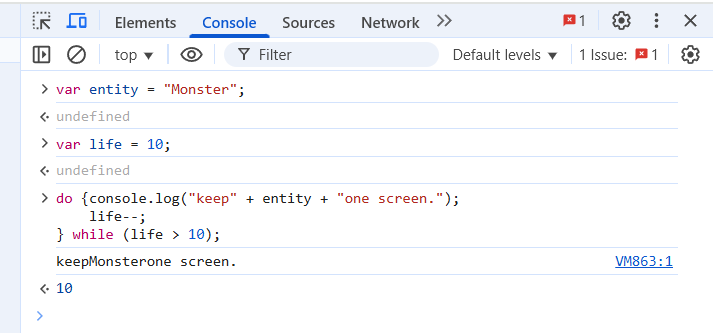 Elements Console Sources Network 1
top Filter Default levels 1 Issue: 1
var entity = "Monster";
undefined
var life = 10;
undefined
do {console.log("keep" + entity + "one screen.");
life--;
} while (life > 10);
keepMonsterone screen. VM863:1
10